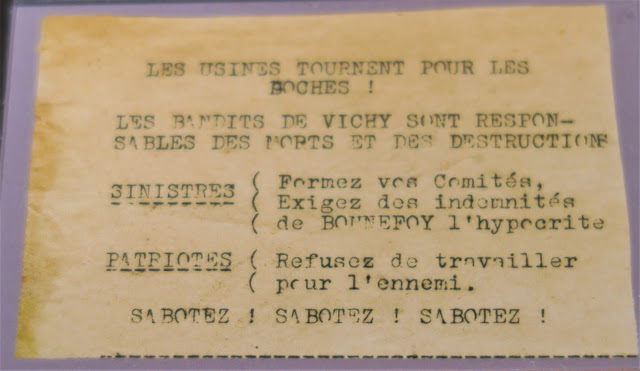 LES USINES TOURNENT POUR LES
BOCHES !
LES BANDITS DE VICHY SONT RESPON-
SABLES DES MORTS ET DES DESTRUCTIONS
SINISTRES ( Formez vos Comités,
( Exigez des indemnités
( de BONNEFOY l'hypocrite
PATRIOTES ( Refusez de travailler
( pour l'ennemi.
SABOTEZ ! SABOTEZ ! SABOTEZ !